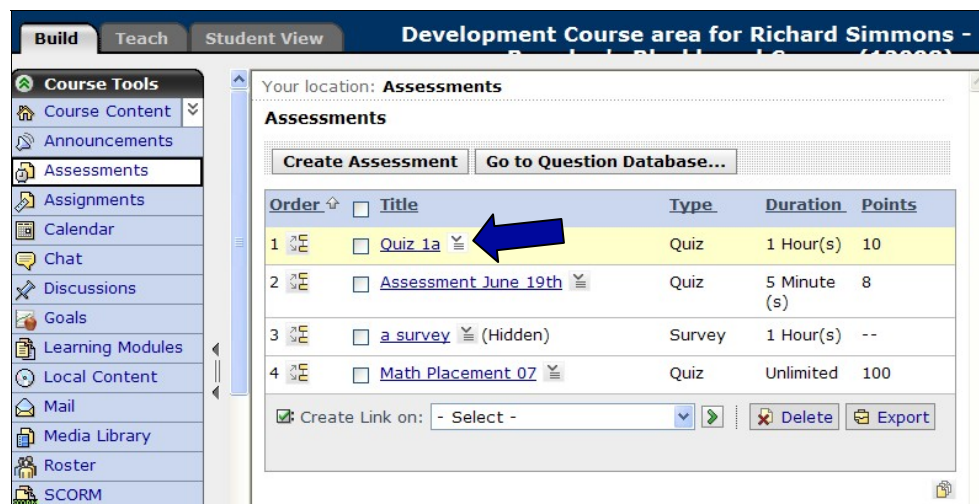 Build Teach Student View Development Course area for Richard Simmons -
Course Tools
Course Content
Announcements
Assessments
Assignments
Calendar
Chat
Discussions
Goals
Learning Modules
Local Content
Mail
Media Library
Roster
SCORM
Your location: Assessments
Assessments
Create Assessment Go to Question Database...
Order Title Type Duration Points
1 Quiz 1a Quiz 1 Hour(s) 10
2 Assessment June 19th Quiz 5 Minute 8
(s)
3 a survey (Hidden) Survey 1 Hour(s) --
4 Math Placement 07 Quiz Unlimited 100
Create Link on: - Select - Delete Export